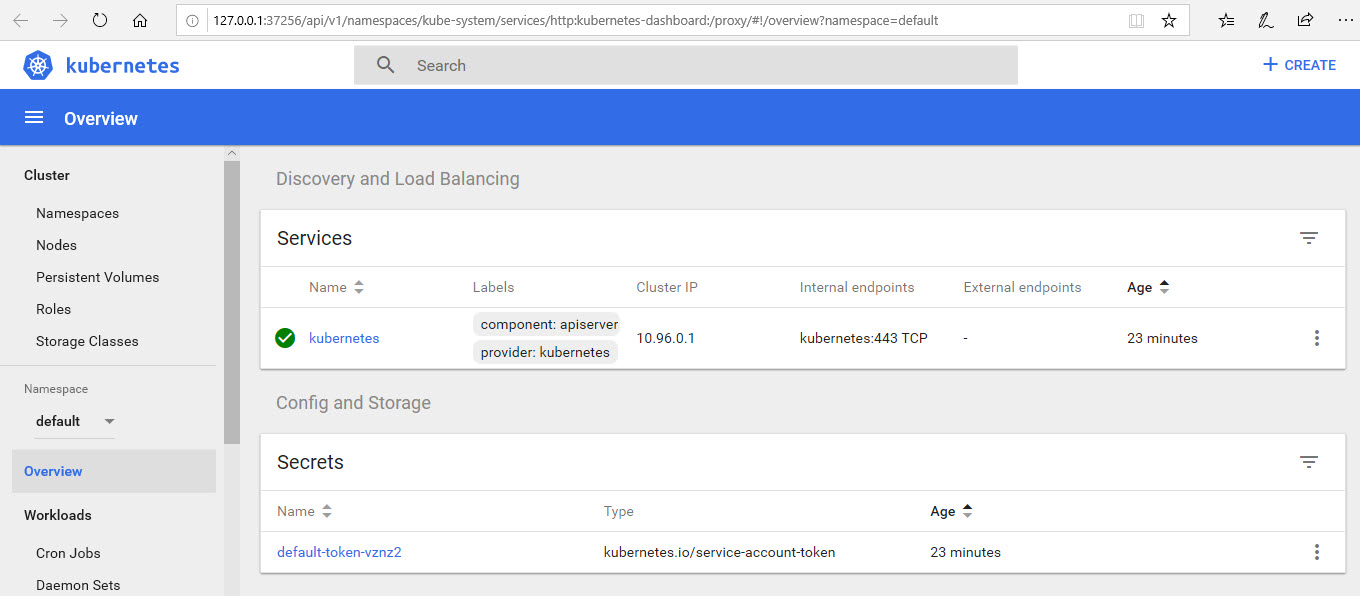 127.0.0.1:37256/api/v1/namespaces/kube-system/services/http:kubernetes-dashboard:/proxy/#!/overview?namespace=default
kubernetes
Search
CREATE
Overview
Cluster
Namespaces
Nodes
Persistent Volumes
Roles
Storage Classes
Namespace
default
Overview
Workloads
Cron Jobs
Daemon Sets
Discovery and Load Balancing
Services
Name Labels Cluster IP Internal endpoints External endpoints Age
kubernetes component: apiserver provider: kubernetes 10.96.0.1 kubernetes:443 TCP - 23 minutes
Config and Storage
Secrets
Name Type Age
default-token-vznz2 kubernetes.io/service-account-token 23 minutes